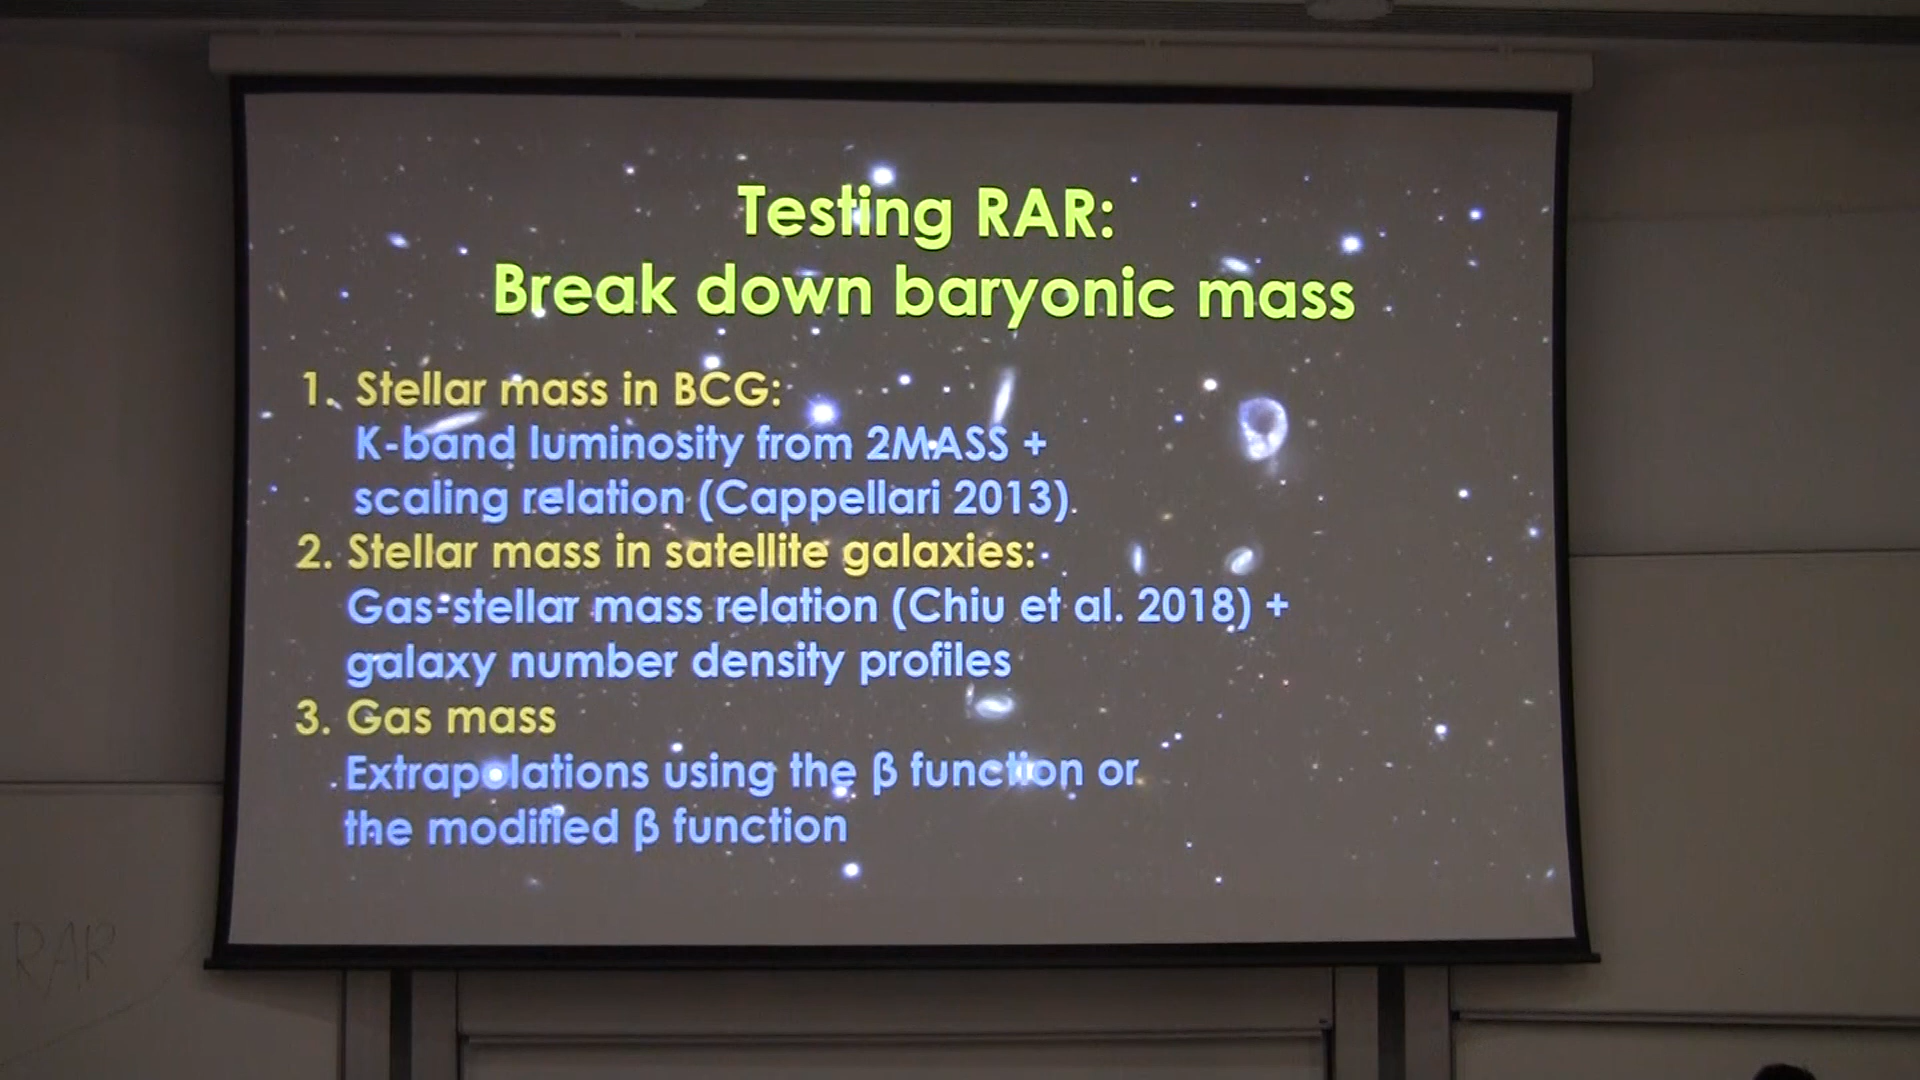 Testing RAR:
Break down baryonic mass
1. Stellar mass in BCG:
K-band luminosity from 2MASS +
scaling relation (Cappellari 2013).
2. Stellar mass in satellite galaxies:
Gas-stellar mass relation (Chiu et al. 2018) +
galaxy number density profiles
3. Gas mass
Extrapolations using the β function or
the modified β function
RAR